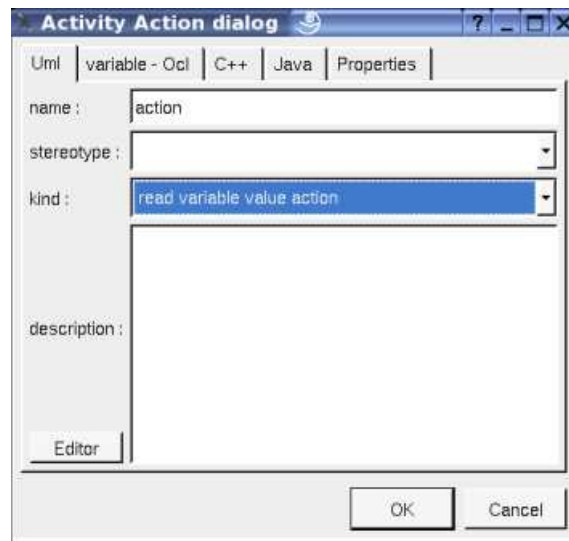 Activity Action dialog
Uml variable - Ocl C++ Java Properties
name : action
stereotype :
kind : read variable value action
description :
Editor
OK Cancel